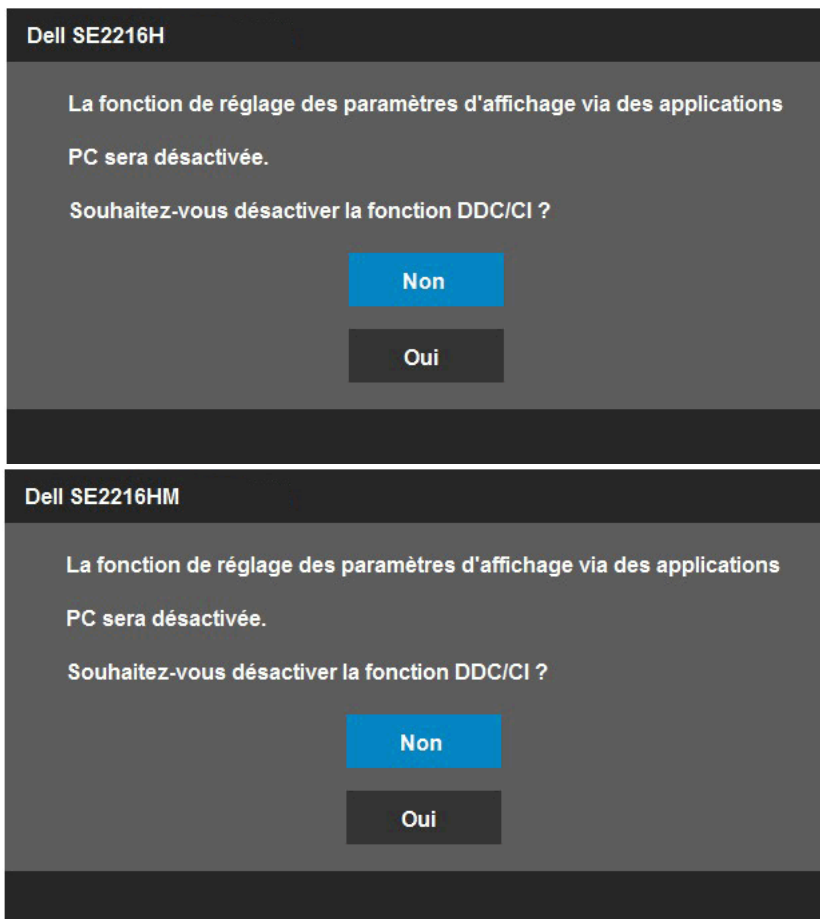 Dell SE2216H
La fonction de réglage des paramètres d'affichage via des applications
PC sera désactivée.
Souhaitez-vous désactiver la fonction DDC/CI ?
Non
Oui
Dell SE2216HM
La fonction de réglage des paramètres d'affichage via des applications
PC sera désactivée.
Souhaitez-vous désactiver la fonction DDC/CI ?
Non
Oui